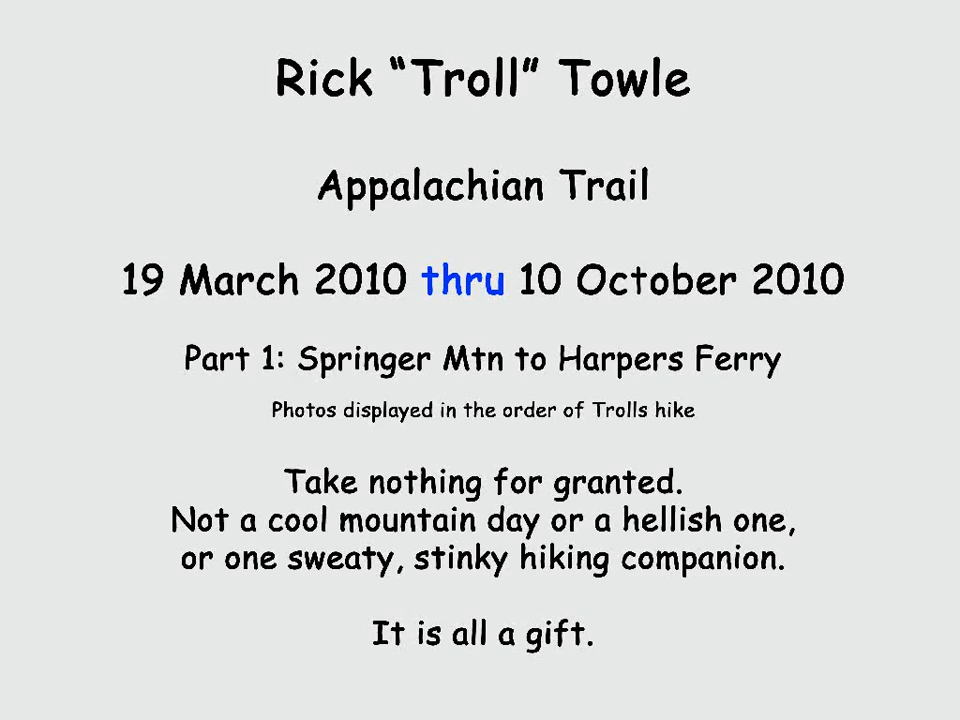 Rick “Troll” Towle
Appalachian Trail
19 March 2010 thru 10 October 2010
Part 1: Springer Mtn to Harpers Ferry
Photos displayed in the order of Trolls hike
Take nothing for granted.
Not a cool mountain day or a hellish one,
or one sweaty, stinky hiking companion.
It is all a gift.